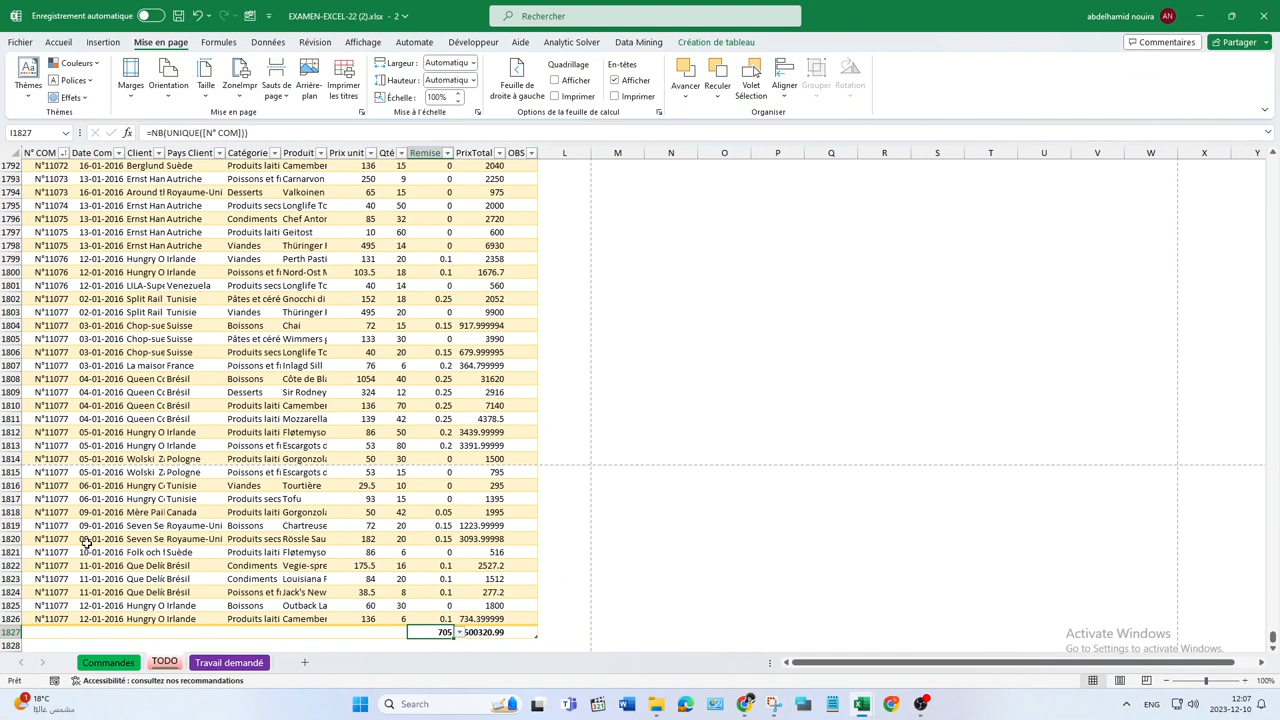 Enregistrement automatique
EXAMEN-EXCEL-22 (2).xlsx • 2
Rechercher
abdelhamid nouira
AN
Fichier Accueil Insertion Mise en page Formules Données Révision Affichage Automate Développeur Aide Analytic Solver Data Mining Création de tableau
Commentaires
Partager
Thèmes
Couleurs
Polices
Effets
Marges
Orientation
Taille
ZoneImpr
Sauts de page
Arrière-plan
Imprimer les titres
Largeur : Automatiqu
Hauteur : Automatiqu
Échelle : 100%
Feuille de droite à gauche
Quadrillage
Afficher
Imprimer
En-têtes
Afficher
Imprimer
Avancer
Reculer
Volet Sélection
Aligner
Grouper
Rotation
Thèmes
Mise en page
Mise à l'échelle
Options de la feuille de calcul
Organiser
I1827
=NB(UNIQUE([N° COM]))
N° COM Date Com Client Pays Client Catégorie Produit Prix unit Qté Remise PrixTotal OBS L M N O P Q R S T U V W X Y
1792 N°11072 16-01-2016 Berglund Suède Produits laiti Camember 136 15 0 2040
1793 N°11073 13-01-2016 Ernst Han Autriche Poissons et f Carnarvon 250 9 0 2250
1794 N°11073 16-01-2016 Around th Royaume-Uni Desserts Valkoinen 65 15 0 975
1795 N°11074 13-01-2016 Ernst Han Autriche Produits secs Longlife To 40 50 0 2000
1796 N°11075 13-01-2016 Ernst Han Autriche Condiments Chef Anton 85 32 0 2720
1797 N°11075 13-01-2016 Ernst Han Autriche Produits laiti Geitost 10 60 0 600
1798 N°11075 13-01-2016 Ernst Han Autriche Viandes Thüringer 495 14 0 6930
1799 N°11076 12-01-2016 Hungry O Irlande Viandes Perth Pasti 131 20 0.1 2358
1800 N°11076 12-01-2016 Hungry O Irlande Poissons et f Nord-Ost M 103.5 18 0.1 1676.7
1801 N°11076 12-01-2016 LILA-Supe Venezuela Produits secs Longlife To 40 14 0 560
1802 N°11077 02-01-2016 Split Rail Tunisie Pâtes et céré Gnocchi di 152 18 0.25 2052
1803 N°11077 02-01-2016 Split Rail Tunisie Viandes Thüringer 495 20 0 9900
1804 N°11077 03-01-2016 Chop-sue Suisse Boissons Chai 72 15 0.15 917.999994
1805 N°11077 03-01-2016 Chop-sue Suisse Pâtes et céré Wimmers g 133 30 0 3990
1806 N°11077 03-01-2016 Chop-sue Suisse Produits secs Longlife To 40 20 0.15 679.999995
1807 N°11077 03-01-2016 La maison France Poissons et f Inlagd Sill 76 6 0.2 364.799999
1808 N°11077 04-01-2016 Queen Co Brésil Boissons Côte de Bla 1054 40 0.25 31620
1809 N°11077 04-01-2016 Queen Co Brésil Desserts Sir Rodney 324 12 0.25 2916
1810 N°11077 04-01-2016 Queen Co Brésil Produits laiti Camember 136 70 0.25 7140
1811 N°11077 04-01-2016 Queen Co Brésil Produits laiti Mozzarella 139 42 0.25 4378.5
1812 N°11077 05-01-2016 Hungry O Irlande Produits laiti Fløtemyso 86 50 0.2 3439.99999
1813 N°11077 05-01-2016 Hungry O Irlande Poissons et f Escargots d 53 80 0.2 3391.99999
1814 N°11077 05-01-2016 Wolski Z Pologne Produits laiti Gorgonzola 50 30 0 1500
1815 N°11077 05-01-2016 Wolski Z Pologne Poissons et f Escargots d 53 15 0 795
1816 N°11077 06-01-2016 Hungry C Tunisie Viandes Tourtière 29.5 10 0 295
1817 N°11077 06-01-2016 Hungry C Tunisie Produits secs Tofu 93 15 0 1395
1818 N°11077 09-01-2016 Mère Pai Canada Produits laiti Gorgonzola 50 42 0.05 1995
1819 N°11077 09-01-2016 Seven Se Royaume-Uni Boissons Chartreuse 72 20 0.15 1223.99999
1820 N°11077 09-01-2016 Seven Se Royaume-Uni Produits secs Rössle Sau 182 20 0.15 3093.99998
1821 N°11077 10-01-2016 Folk och f Suède Produits laiti Fløtemyso 86 6 0 516
1822 N°11077 11-01-2016 Que Delíc Brésil Condiments Vegie-spre 175.5 16 0.1 2527.2
1823 N°11077 11-01-2016 Que Delíc Brésil Condiments Louisiana F 84 20 0.1 1512
1824 N°11077 11-01-2016 Que Delíc Brésil Poissons et f Jack's New 38.5 8 0.1 277.2
1825 N°11077 12-01-2016 Hungry O Irlande Boissons Outback La 60 30 0 1800
1826 N°11077 12-01-2016 Hungry O Irlande Produits laiti Camember 136 6 0.1 734.399999
1827 705 500320.99
1828
Activate Windows
Go to Settings to activate Windows.
Commandes TODO Travail demandé
Prêt
Accessibilité : consultez nos recommandations
100%
18°C
مشمس غالبًا
Search
ENG
12:07
2023-12-10